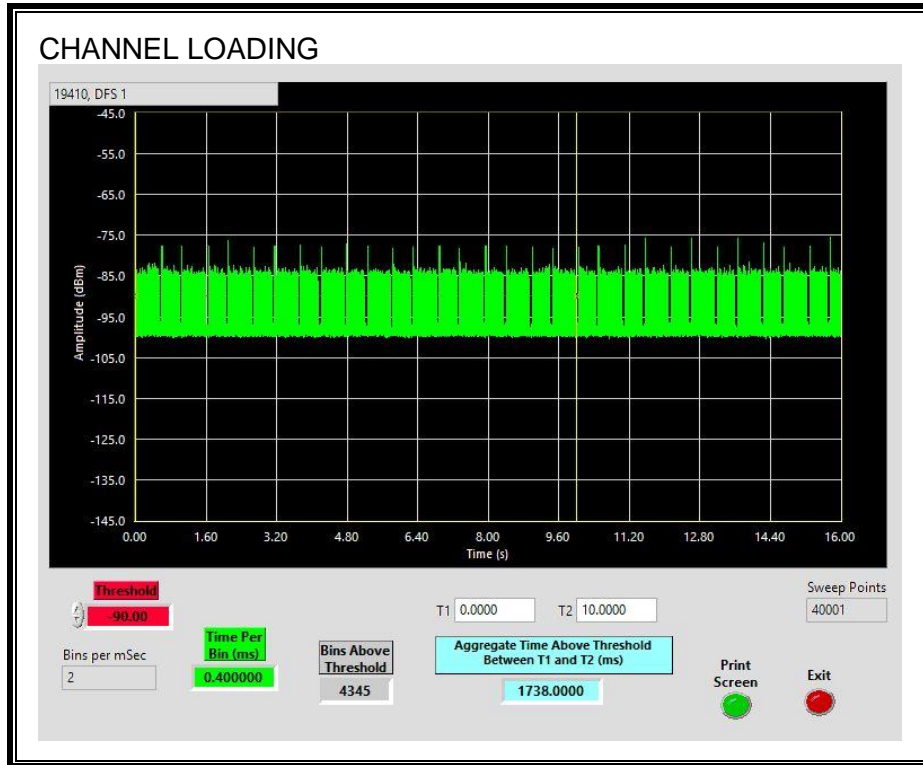 CHANNEL LOADING
19410, DFS 1
-45.0
-55.0
-65.0
-75.0
-85.0
-95.0
-105.0
-115.0
-125.0
-135.0
-145.0
Amplitude (dBm)
0.00 1.60 3.20 4.80 6.40 8.00 9.60 11.20 12.80 14.40 16.00
Time (s)
Threshold
-90.00
Bins per mSec
2
Time Per
Bin (ms)
0.400000
Bins Above
Threshold
4345
T1 0.0000 T2 10.0000
Aggregate Time Above Threshold
Between T1 and T2 (ms)
1738.0000
Sweep Points
40001
Print
Screen
Exit